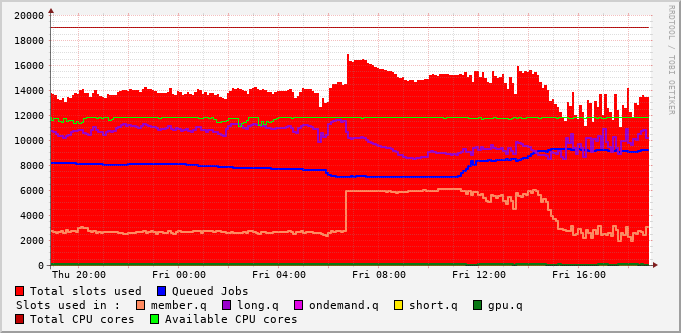 20000
18000
16000
14000
12000
10000
8000
6000
4000
2000
0
Thu 20:00 Fri 00:00 Fri 04:00 Fri 08:00 Fri 12:00 Fri 16:00
Total slots used Queued Jobs
Slots used in : member.q long.q ondemand.q short.q gpu.q
Total CPU cores Available CPU cores
RRDTOOL / TOBI OETIKER